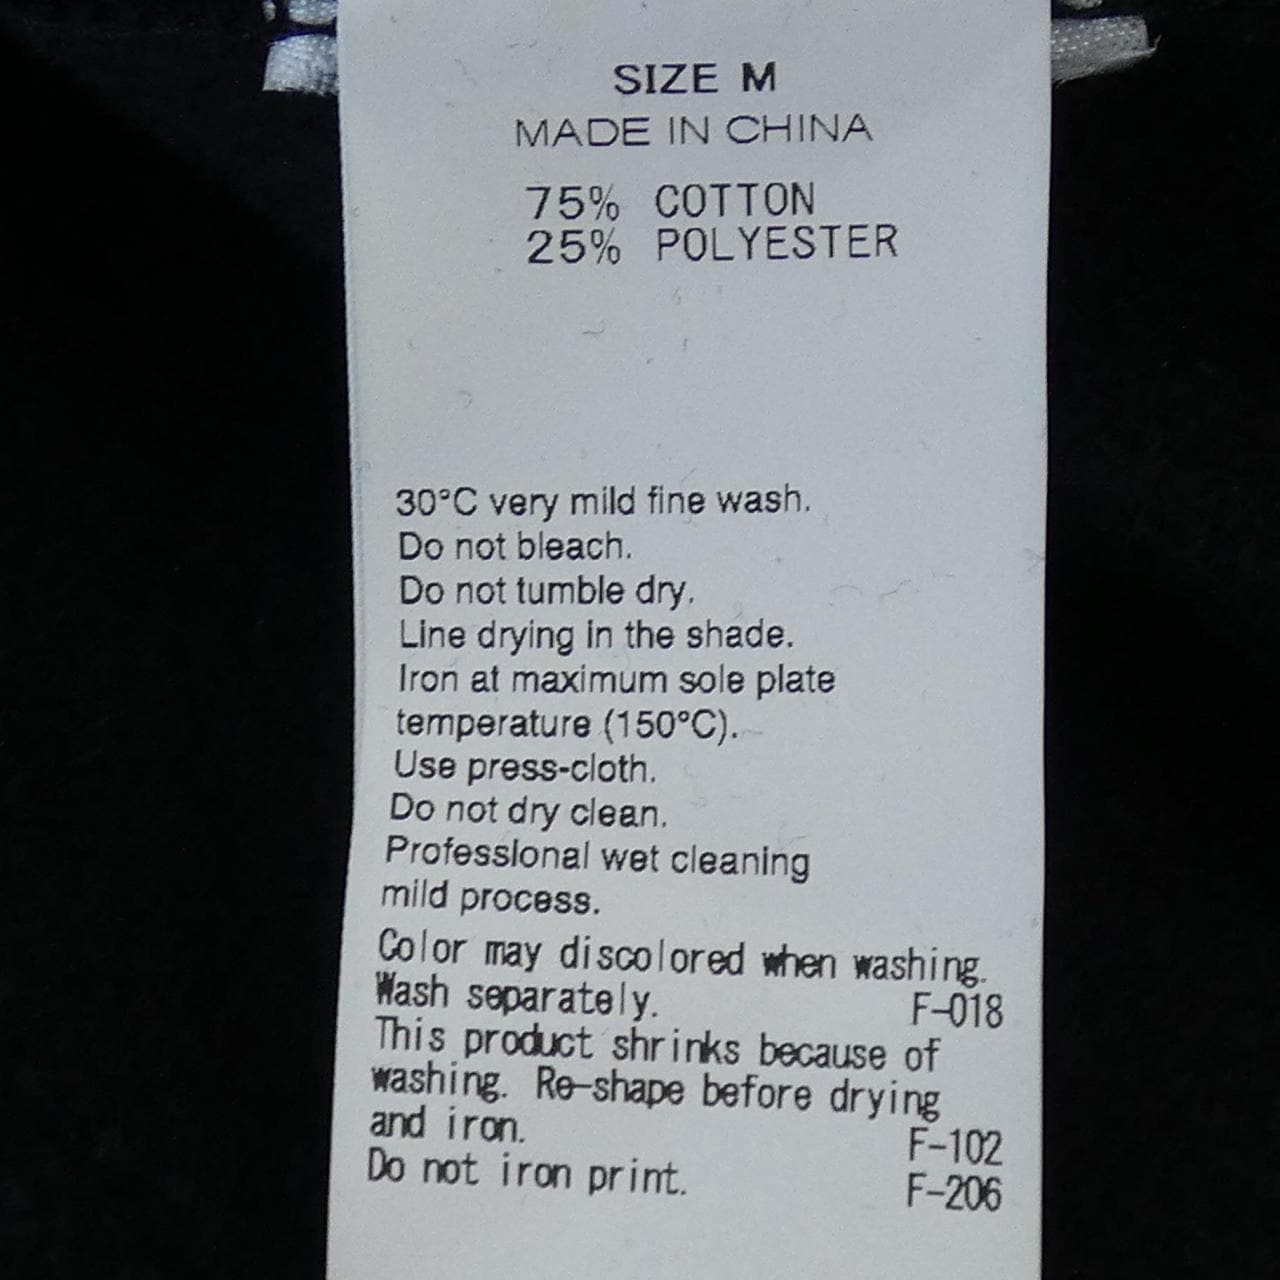 SIZE M
MADE IN CHINA
75% COTTON
25% POLYESTER
30°C very mild fine wash.
Do not bleach.
Do not tumble dry.
Line drying in the shade.
Iron at maximum sole plate
temperature (150°C).
Use press-cloth.
Do not dry clean.
Professional wet cleaning
mild process.
Color may discolored when washing.
Wash separately. F-018
This product shrinks because of
washing. Re-shape before drying
and iron. F-102
Do not iron print. F-206